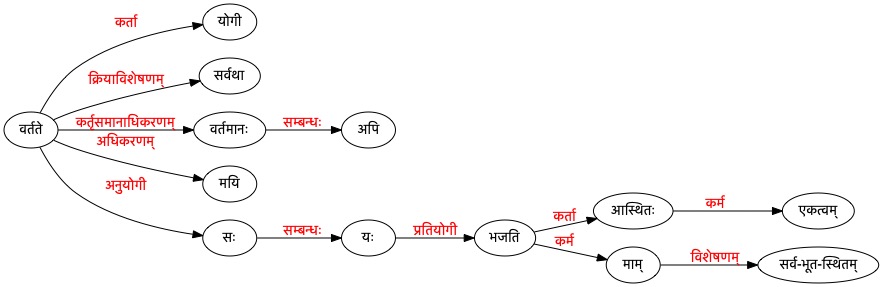 कर्ता
योगी
क्रियाविशेषणम्
सर्वथा
वर्तते
कर्तृसमानाधिकरणम्
वर्तमानः
सम्बन्धः
अपि
अधिकरणम्
मयि
अनुयोगी
सः
सम्बन्धः
यः
प्रतियोगी
भजति
कर्ता
आस्थितः
कर्म
एकत्वम्
कर्म
माम्
विशेषणम्
सर्व-भूत-स्थितम्